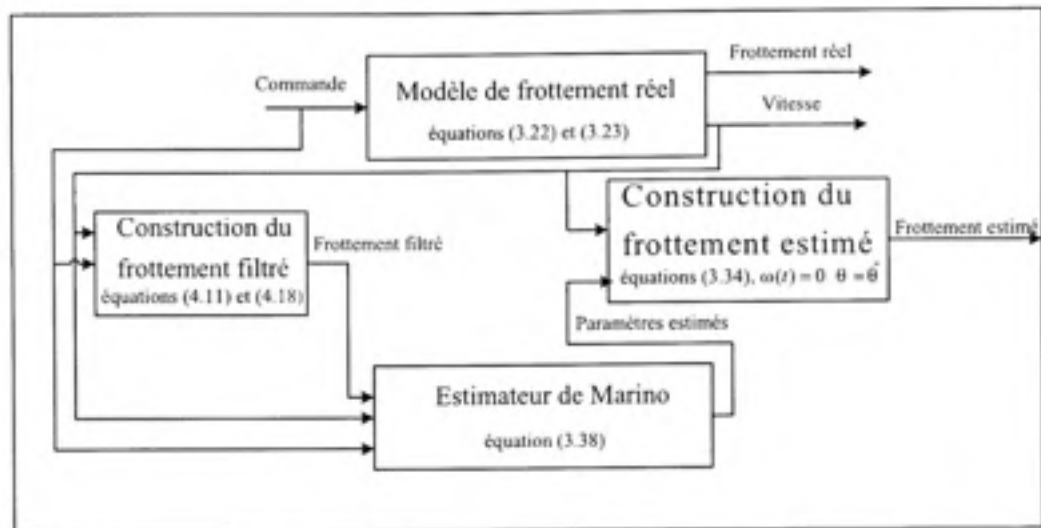 Frottement réel
Commande
Modèle de frottement réel
équations (3.22) et (3.23)
Vitesse
Construction du
frottement filtré
équations (4.11) et (4.18)
Frottement filtré
Construction du
frottement estimé
équations (3.34), ω(t) = 0 θ = θ̂
Frottement estimé
Paramètres estimés
Estimateur de Marino
équation (3.38)